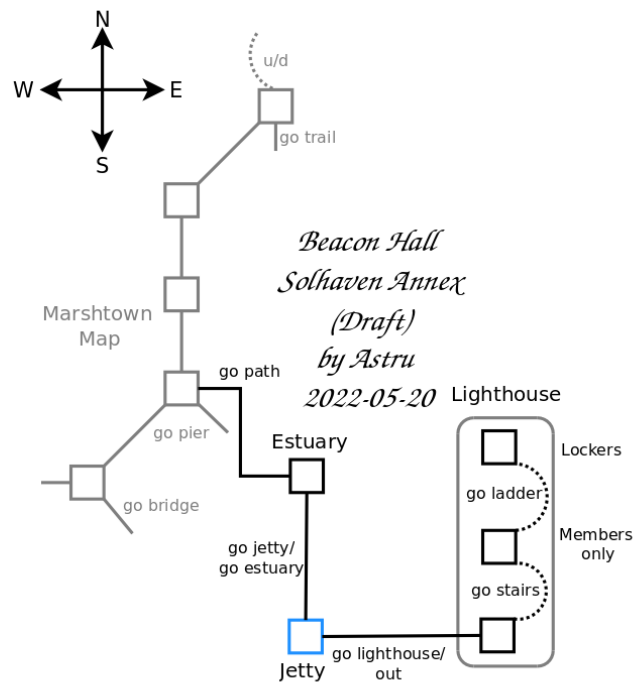 N
W
E
S
u/d
go trail
Beacon Hall
Solhaven Annex
(Draft)
by Astru
2022-05-20
Marshtown
Map
go path
go pier
go bridge
Estuary
go jetty/
go estuary
Jetty
go lighthouse/
out
Lighthouse
Lockers
go ladder
Members
only
go stairs